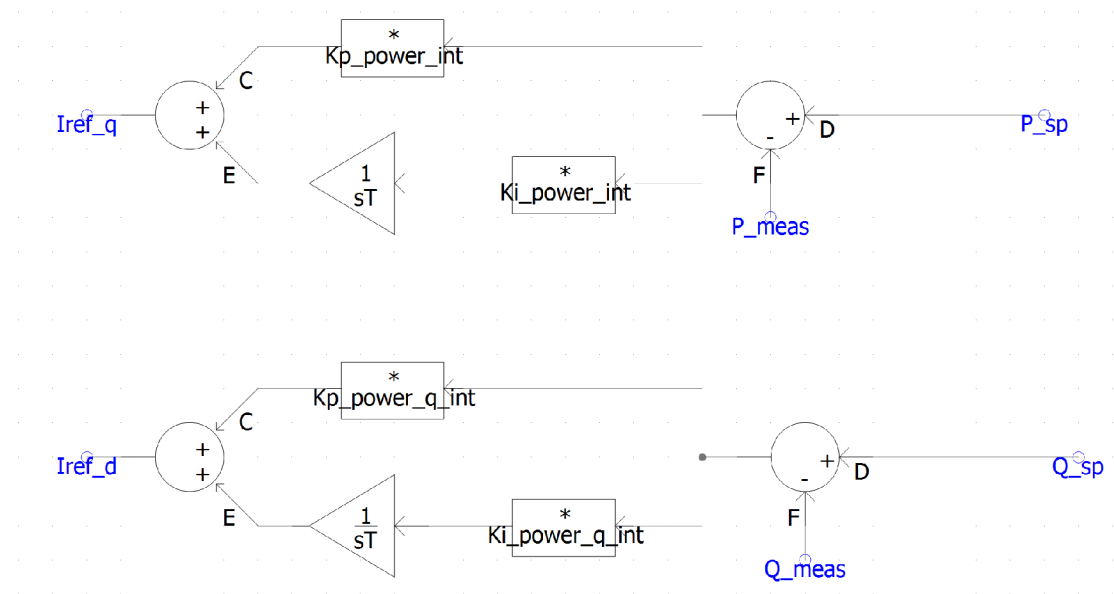 *
Kp_power_int
C
+
+
Iref_q
E
1
sT
*
Ki_power_int
+
-
D
P_sp
F
P_meas
*
Kp_power_q_int
C
+
+
Iref_d
E
1
sT
*
Ki_power_q_int
+
-
D
Q_sp
F
Q_meas